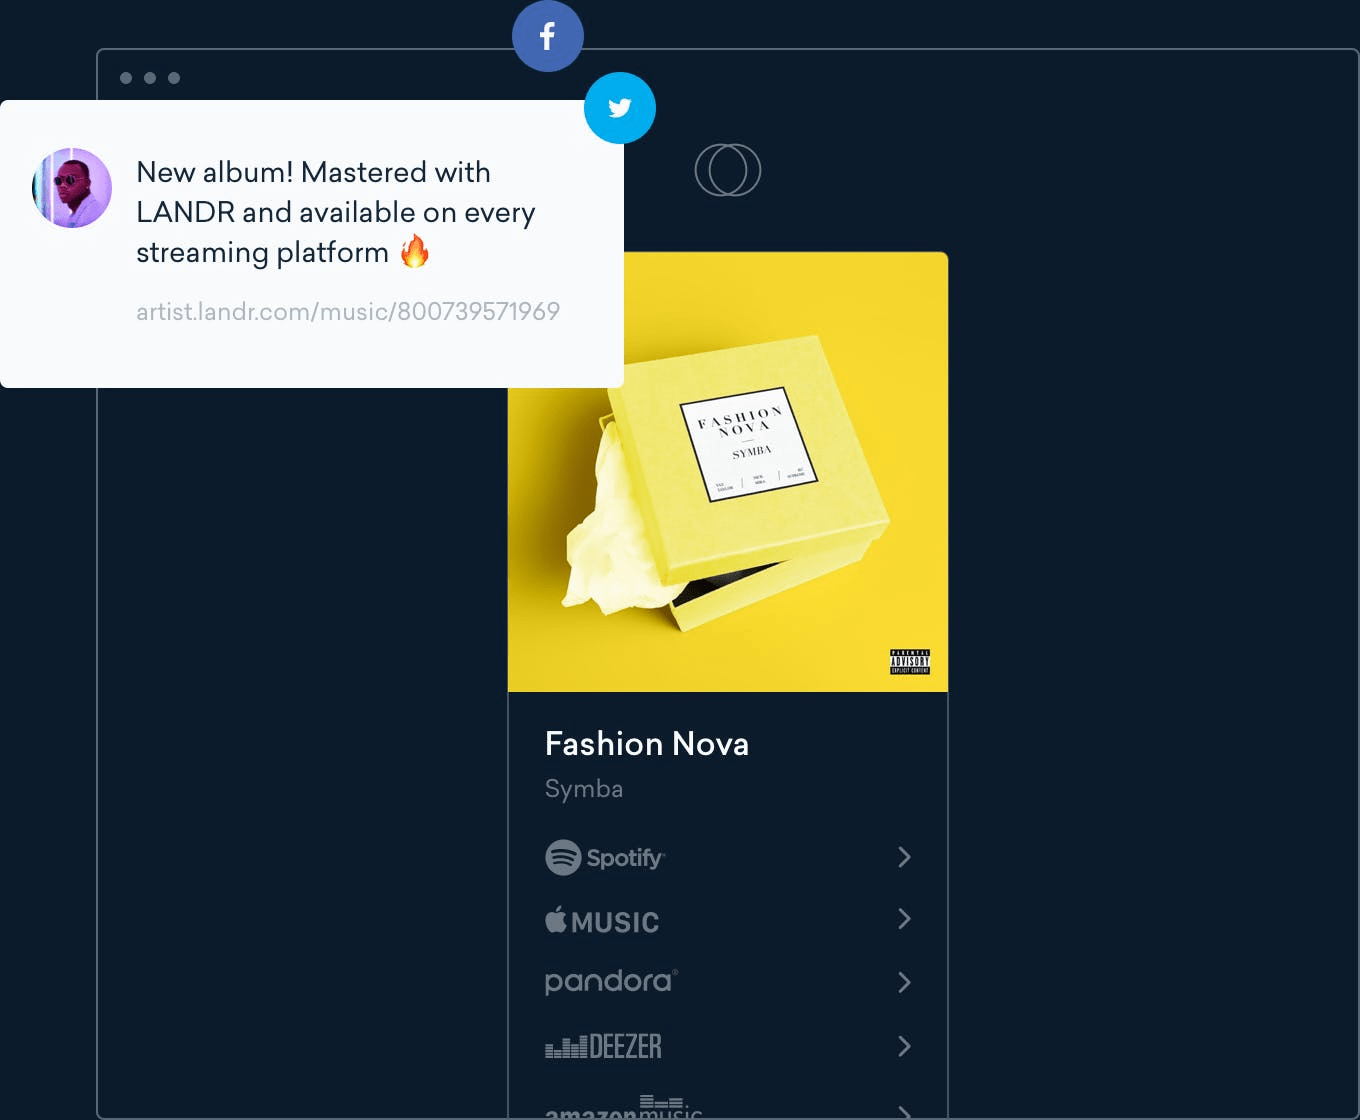 New album! Mastered with
LANDR and available on every
streaming platform 🔥
artist.landr.com/music/800739571969
FASHION
NOVA
SYMBA
PARENTAL
ADVISORY
EXPLICIT CONTENT
Fashion Nova
Symba
Spotify
MUSIC
pandora®
DEEZER
amazon music